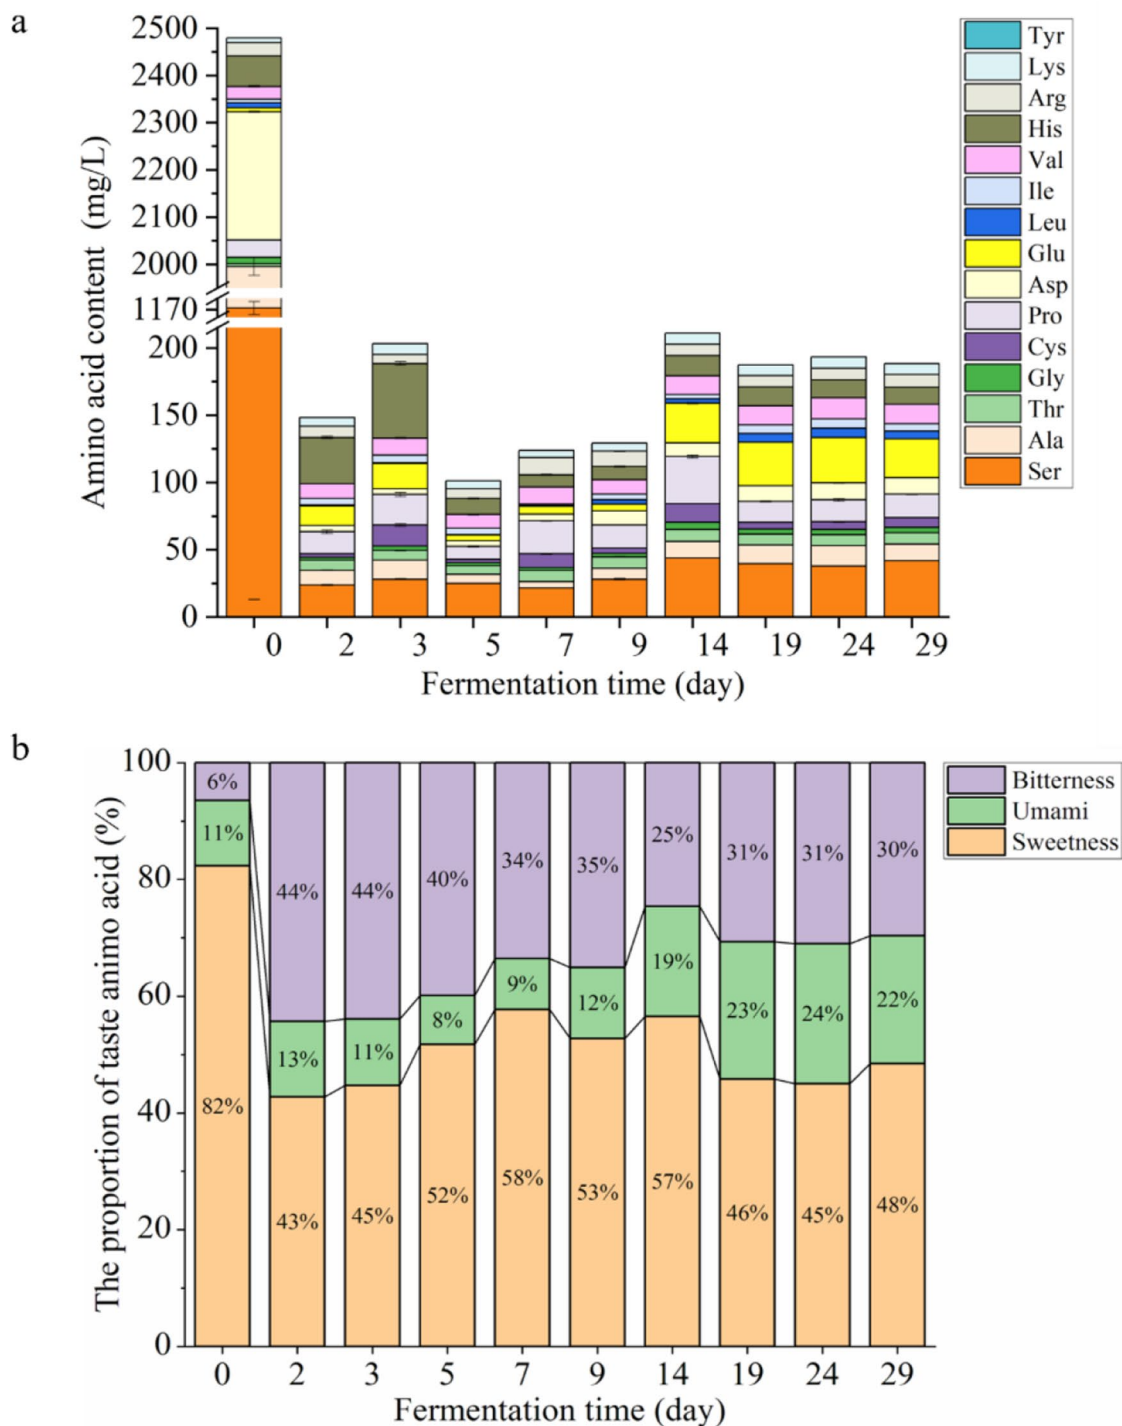 a
2500
2400
2300
2200
2100
2000
1170
200
150
100
50
0
Amino acid content (mg/L)
Tyr
Lys
Arg
His
Val
Ile
Leu
Glu
Asp
Pro
Cys
Gly
Thr
Ala
Ser
0 2 3 5 7 9 14 19 24 29
Fermentation time (day)
b
100
80
60
40
20
0
The proportion of taste animo acid (%)
Bitterness
Umami
Sweetness
6% 44% 44% 40% 34% 35% 25% 31% 31% 30%
11% 13% 11% 8% 9% 12% 19% 23% 24% 22%
82% 43% 45% 52% 58% 53% 57% 46% 45% 48%
0 2 3 5 7 9 14 19 24 29
Fermentation time (day)